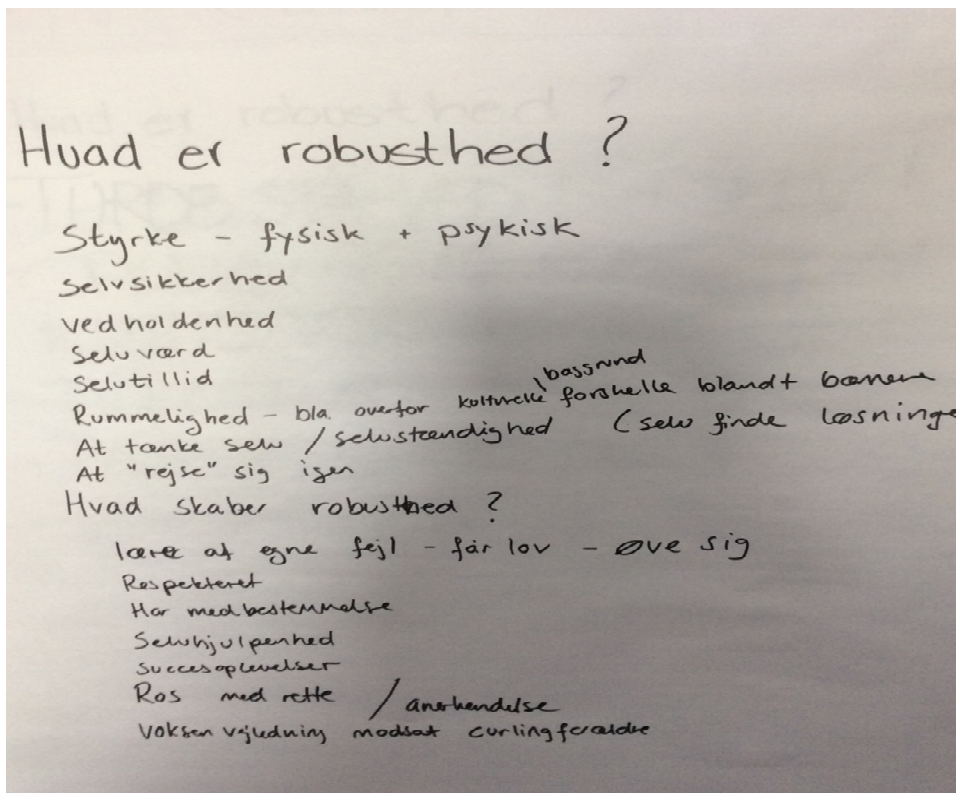 Hvad er robusthed ?
Styrke - fysisk + psykisk
Selvsikkerhed
vedholdenhed
Selvværd
Selvtillid
baggrund
Rummelighed - bla. overfor kulturelle forskelle blandt børnene
At tænke selv / selvstændighed (selv finde løsninge
At "rejse" sig igen
Hvad skaber robusthed ?
lære af egne fejl - får lov - øve sig
Respekteret
Har medbestemmelse
Selvhjulpenhed
Succesoplevelser
Ros med rette / anerkendelse
Voksen vejledning modsat curlingforældre